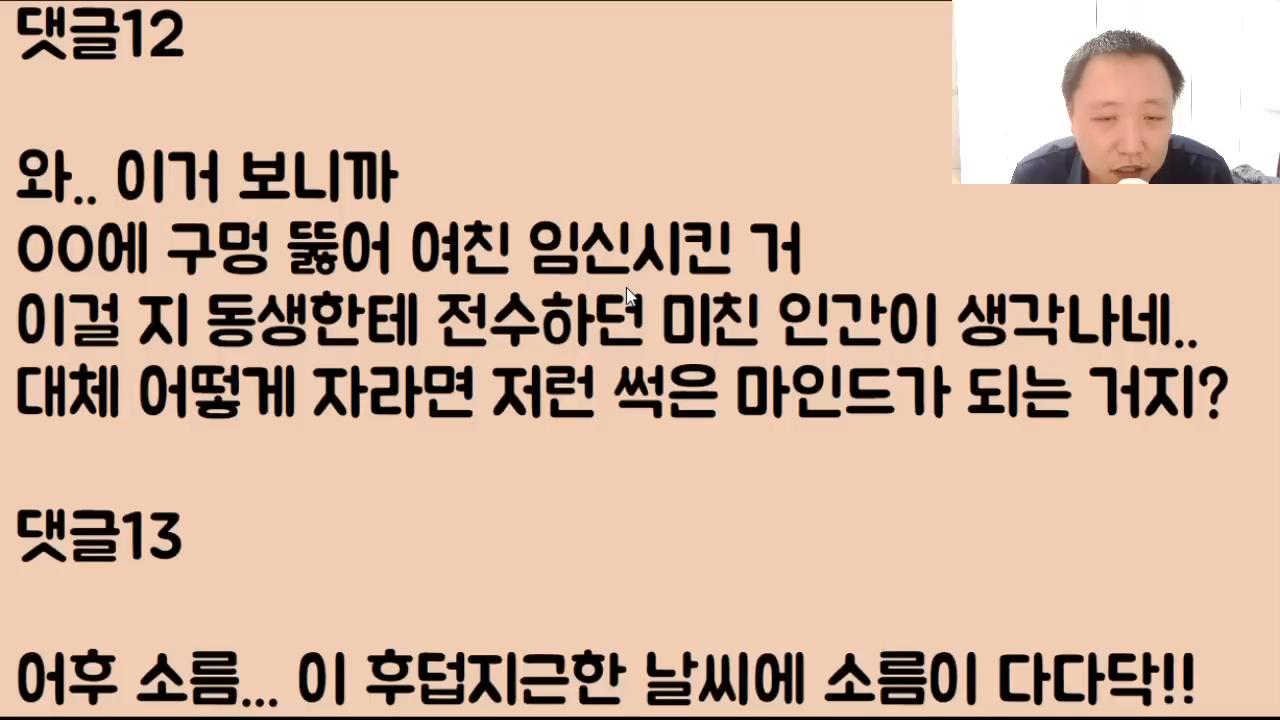 댓글12
와.. 이거 보니까
OO에 구멍 뚫어 여친 임신시킨 거
이걸 지 동생한테 전수하던 미친 인간이 생각나네..
대체 어떻게 자라면 저런 썩은 마인드가 되는 거지?
댓글13
어후 소름... 이 후덥지근한 날씨에 소름이 다다닥!!